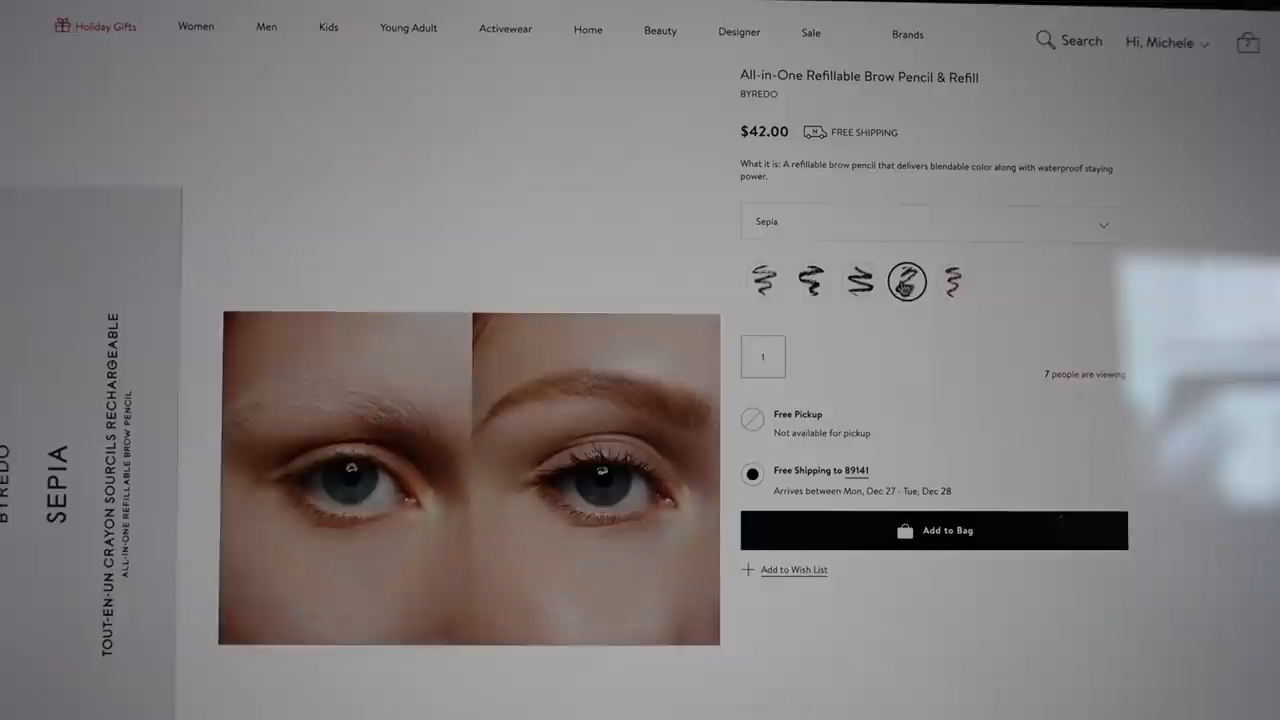 Holiday Gifts
Women
Men
Kids
Young Adult
Activewear
Home
Beauty
Designer
Sale
Brands
Search
Hi, Michele
All-in-One Refillable Brow Pencil & Refill
BYREDO
$42.00
FREE SHIPPING
What it is: A refillable brow pencil that delivers blendable color along with waterproof staying
power.
Sepia
1
7 people are viewing
Free Pickup
Not available for pickup
Free Shipping to 89141
Arrives between Mon, Dec 27 - Tue, Dec 28
Add to Bag
Add to Wish List
BYREDO
SEPIA
TOUT-EN-UN CRAYON SOURCILS RECHARGEABLE
ALL-IN-ONE REFILLABLE BROW PENCIL